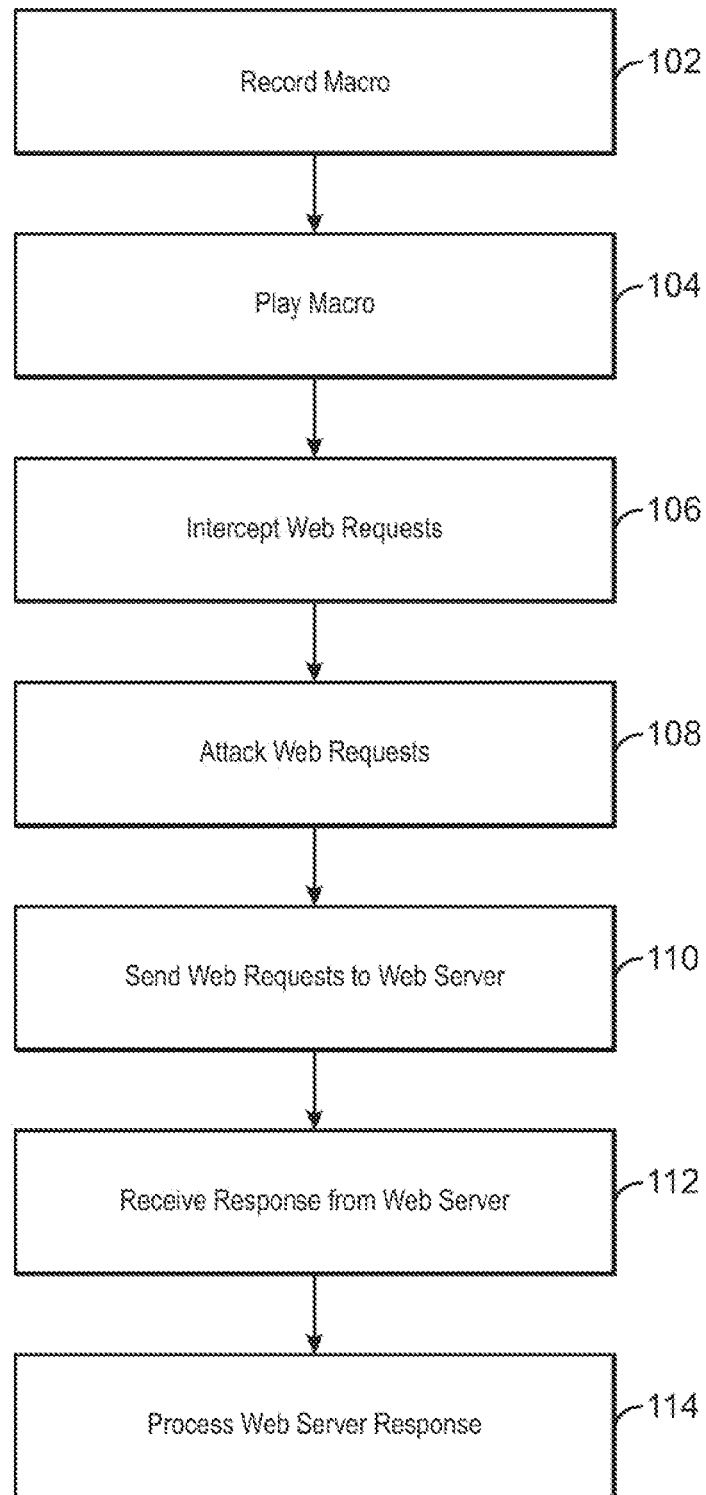 Record Macro
102
Play Macro
104
Intercept Web Requests
106
Attack Web Requests
108
Send Web Requests to Web Server
110
Receive Response from Web Server
112
Process Web Server Response
114